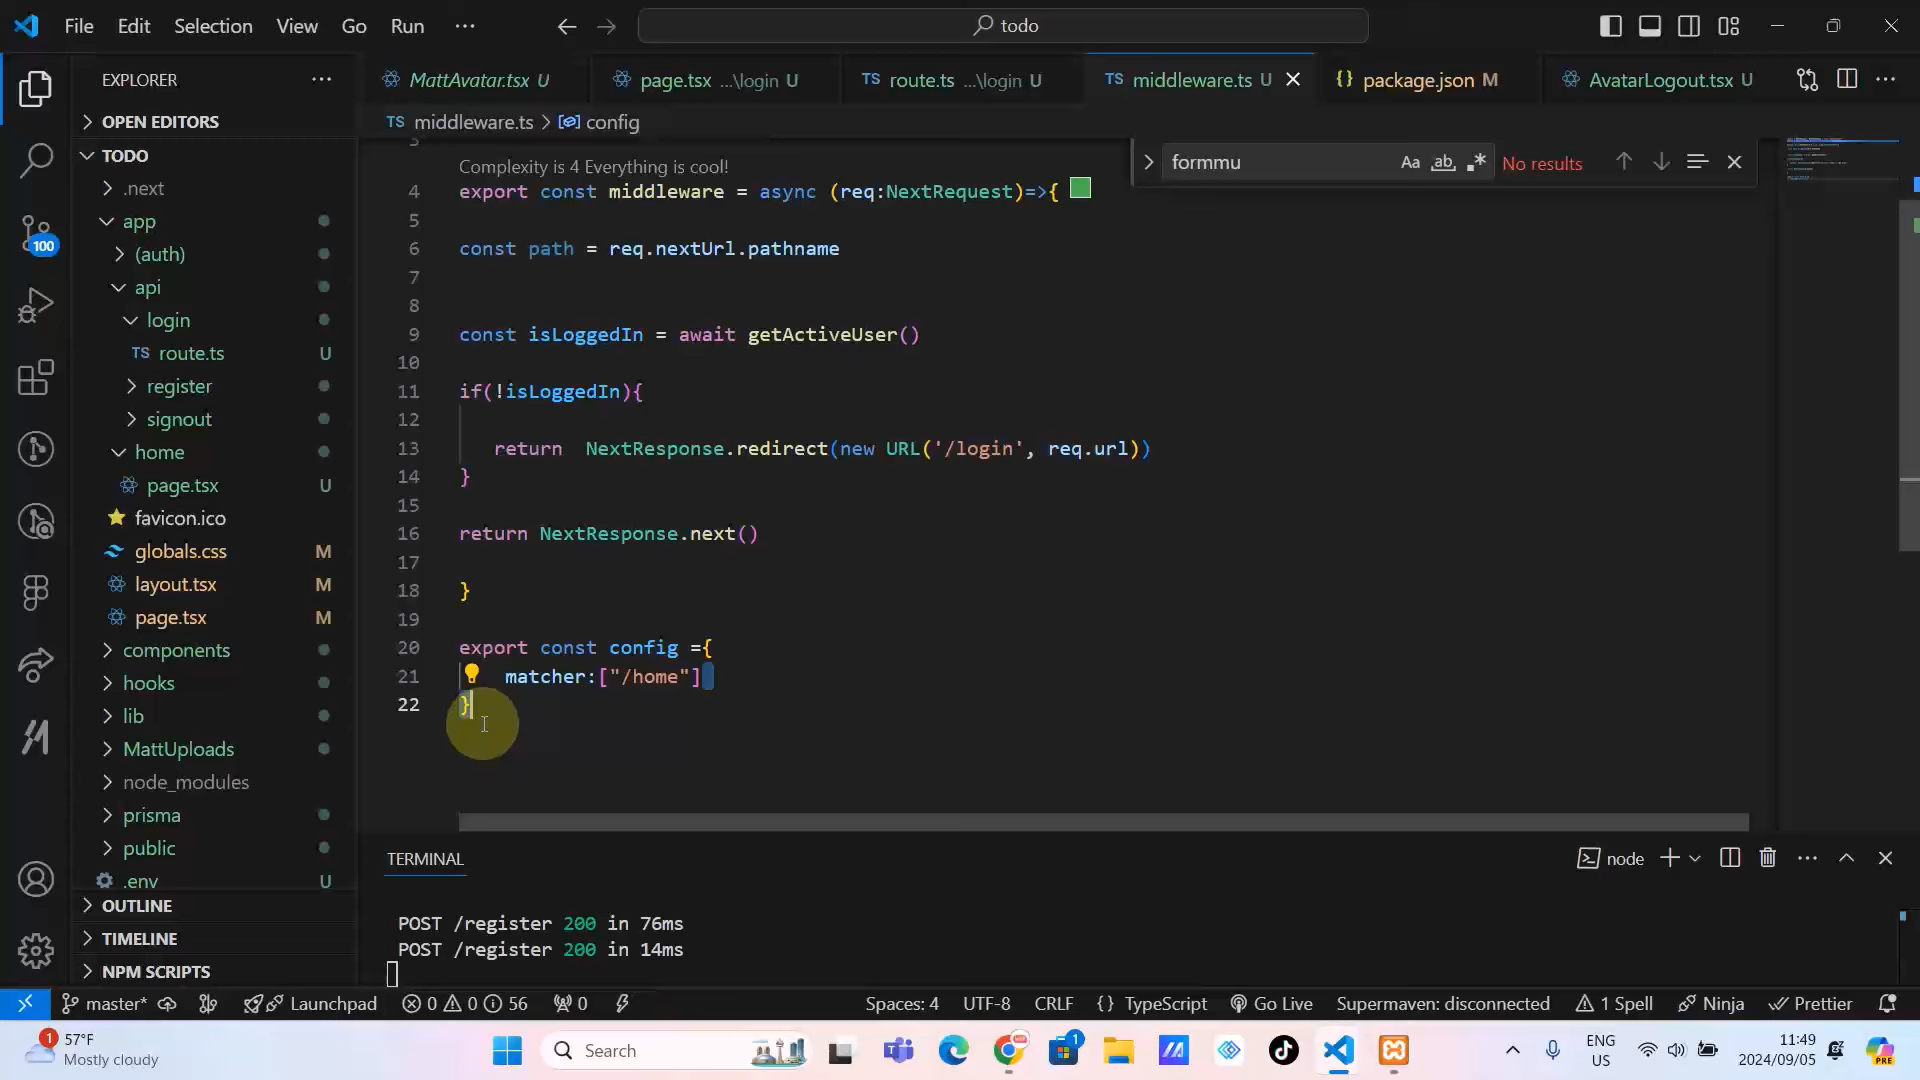 File Edit Selection View Go Run ···
todo
EXPLORER ···
MattAvatar.tsx U
page.tsx ...\login U
TS route.ts ...\login U
TS middleware.ts U
{} package.json M
AvatarLogout.tsx U
OPEN EDITORS
TS middleware.ts > config
TODO
.next
app
(auth)
api
login
TS route.ts U
register
signout
home
page.tsx U
favicon.ico
globals.css M
layout.tsx M
page.tsx M
components
hooks
lib
MattUploads
node_modules
prisma
public
.env U
OUTLINE
TIMELINE
NPM SCRIPTS
100
formmu Aa ab No results
Complexity is 4 Everything is cool!
4 export const middleware = async (req:NextRequest)=>{
5
6 const path = req.nextUrl.pathname
7
8
9 const isLoggedIn = await getActiveUser()
10
11 if(!isLoggedIn){
12
13 return NextResponse.redirect(new URL('/login', req.url))
14 }
15
16 return NextResponse.next()
17
18 }
19
20 export const config ={
21 matcher:["/home"]
22 }
TERMINAL
node
POST /register 200 in 76ms
POST /register 200 in 14ms
master* Launchpad 0 0 56 0 Spaces: 4 UTF-8 CRLF {} TypeScript Go Live Supermaven: disconnected 1 Spell Ninja Prettier
1 57°F
Mostly cloudy
Search
1
PRE
ENG
US
11:49
2024/09/05